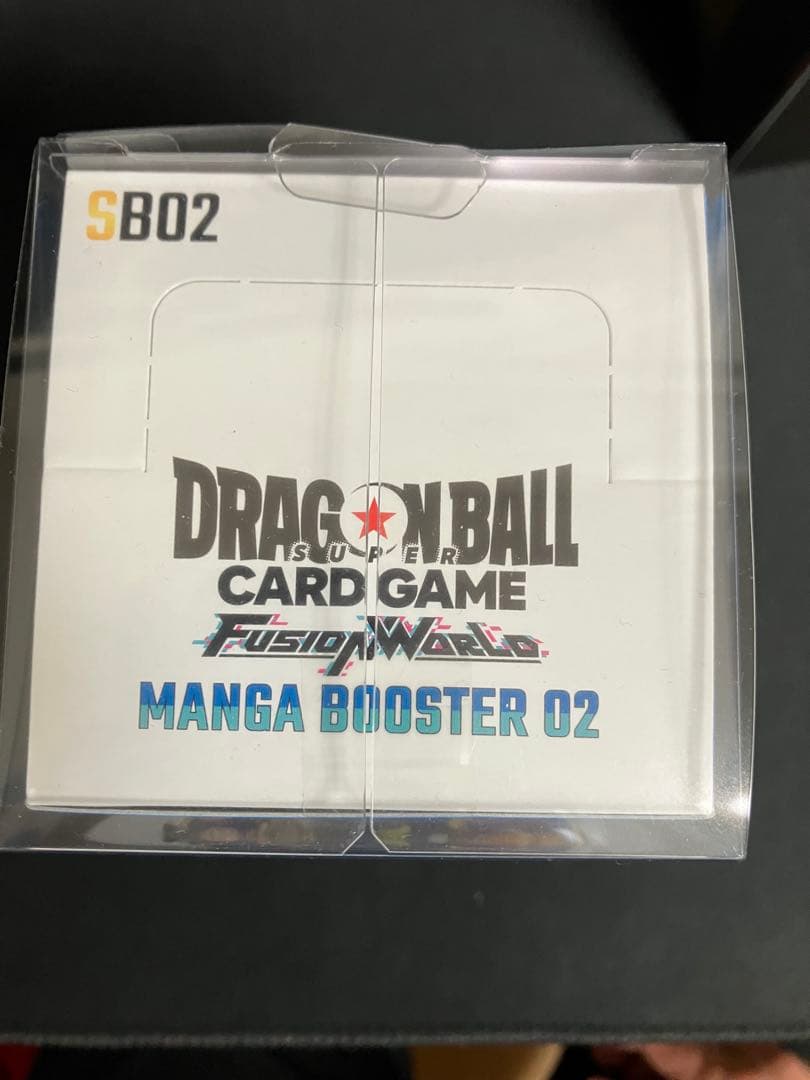 SB02
DRAGON BALL
SUPER
CARD GAME
FUSION WORLD
MANGA BOOSTER 02